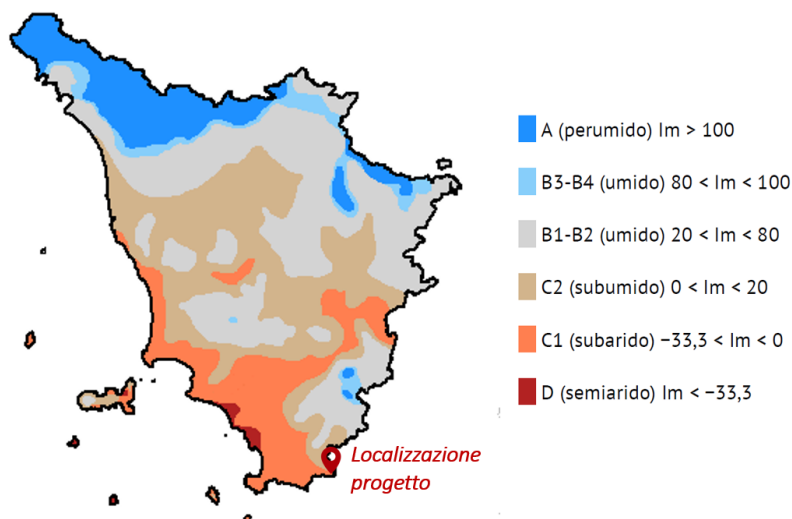 A (perumido) Im > 100
B3-B4 (umido) 80 < Im < 100
B1-B2 (umido) 20 < Im < 80
C2 (subumido) 0 < Im < 20
C1 (subarido) −33,3 < Im < 0
D (semiarido) Im < −33,3
Localizzazione
progetto